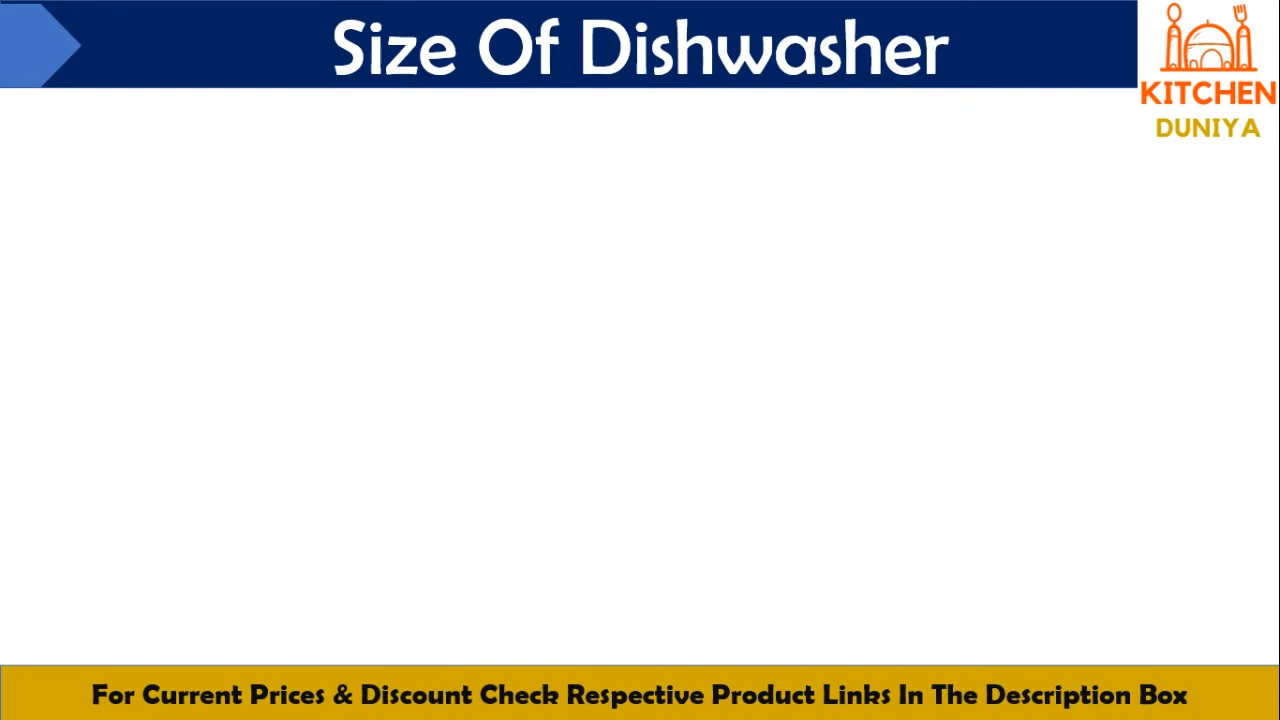 Size Of Dishwasher
KITCHEN
DUNIYA
For Current Prices & Discount Check Respective Product Links In The Description Box